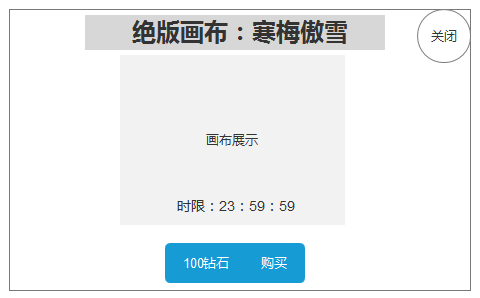 绝版画布：寒梅傲雪
关闭
画布展示
时限：23：59：59
100钻石 购买